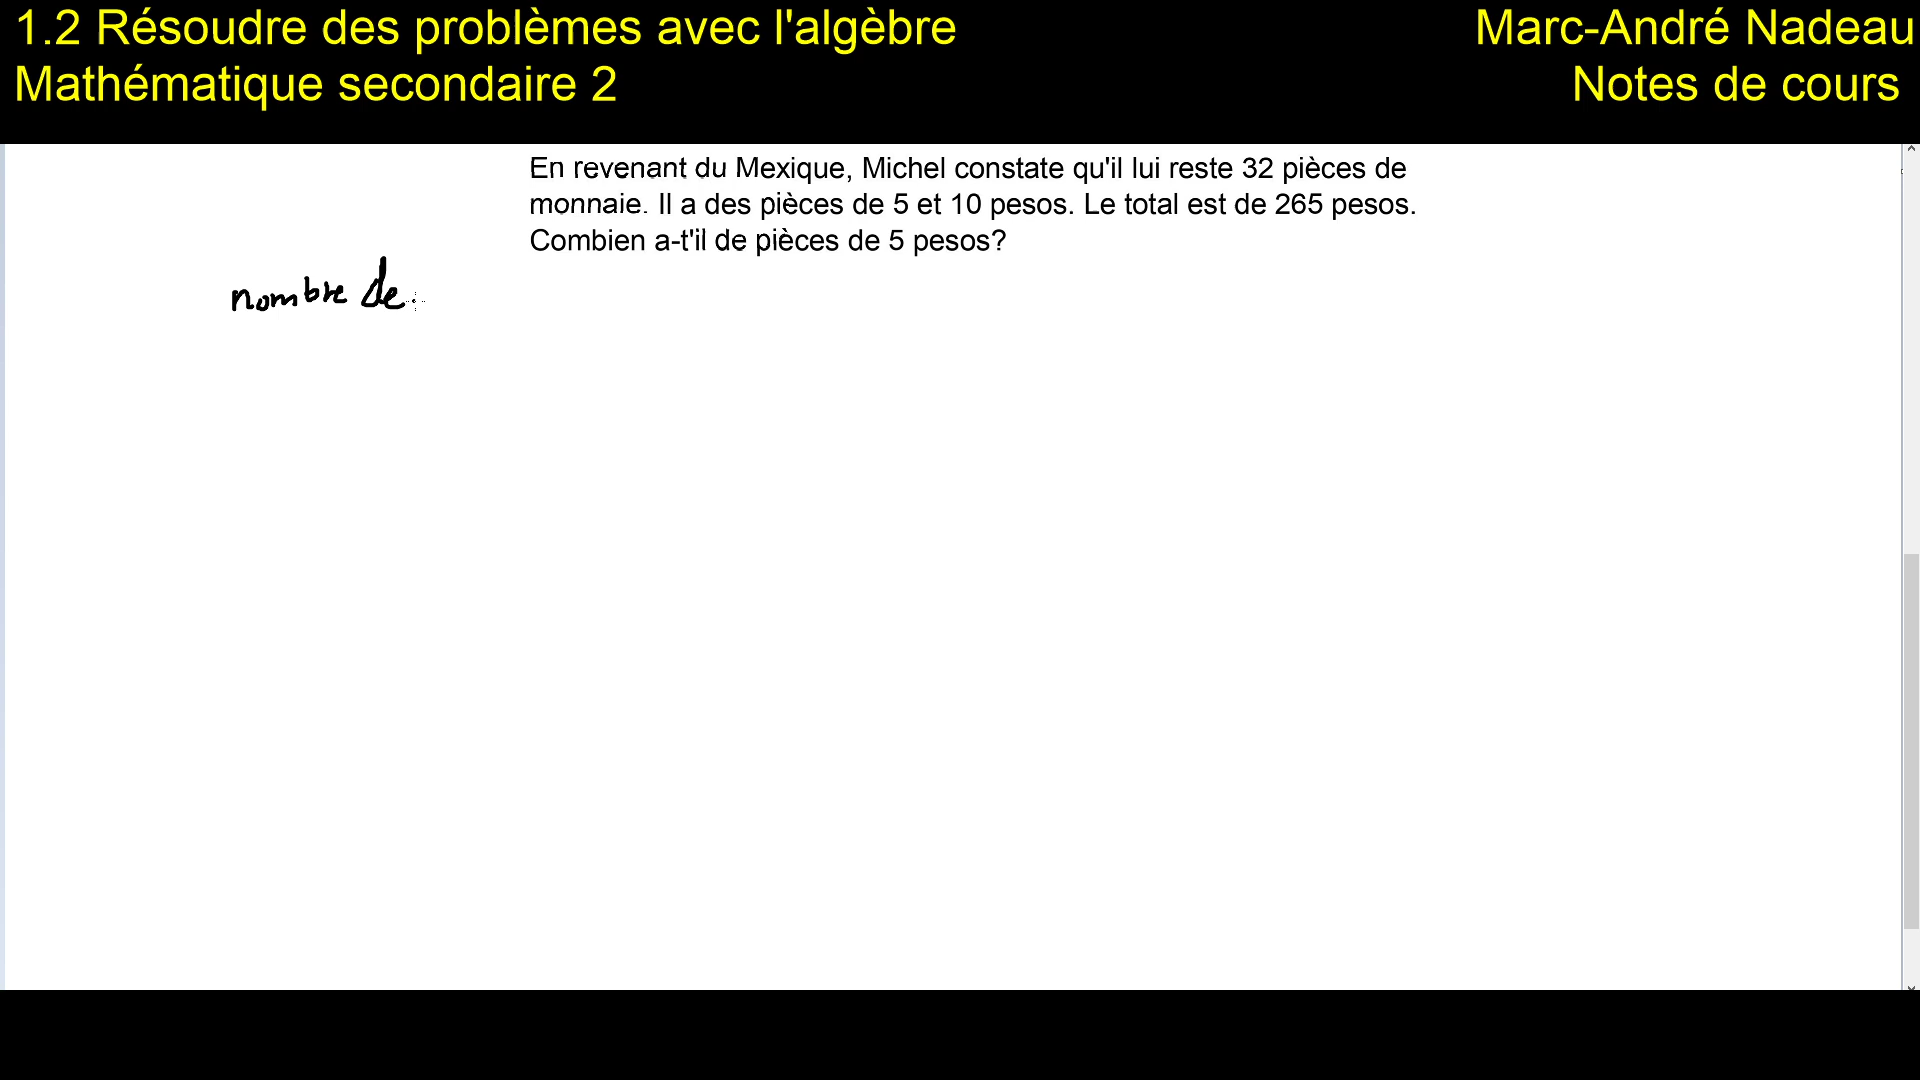 1.2 Résoudre des problèmes avec l'algèbre
Mathématique secondaire 2
Marc-André Nadeau
Notes de cours
En revenant du Mexique, Michel constate qu'il lui reste 32 pièces de
monnaie. Il a des pièces de 5 et 10 pesos. Le total est de 265 pesos.
Combien a-t'il de pièces de 5 pesos?
nombre de